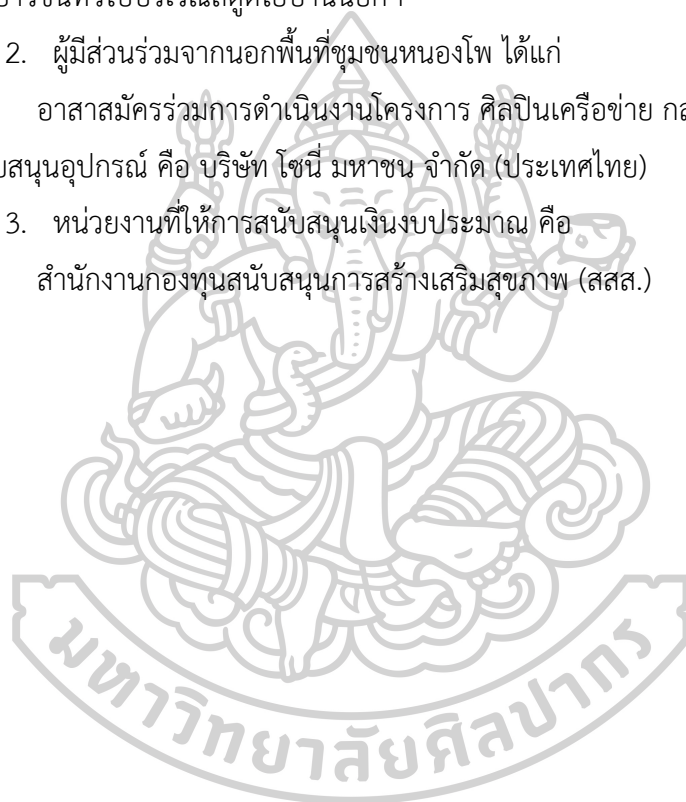 2. ผู้มีส่วนร่วมจากนอกพื้นที่ชุมชนหนองโพ ได้แก่
อาสาสมัครร่วมการดำเนินงานโครงการ ศิลปินเครือข่าย
สนุนอุปกรณ์ คือ บริษัท โซนี่ มหาชน จำกัด (ประเทศไทย)
3. หน่วยงานที่ให้การสนับสนุนเงินงบประมาณ คือ
สำนักงานกองทุนสนับสนุนการสร้างเสริมสุขภาพ (สสส.)
มหาวิทยาลัยศิลปากร